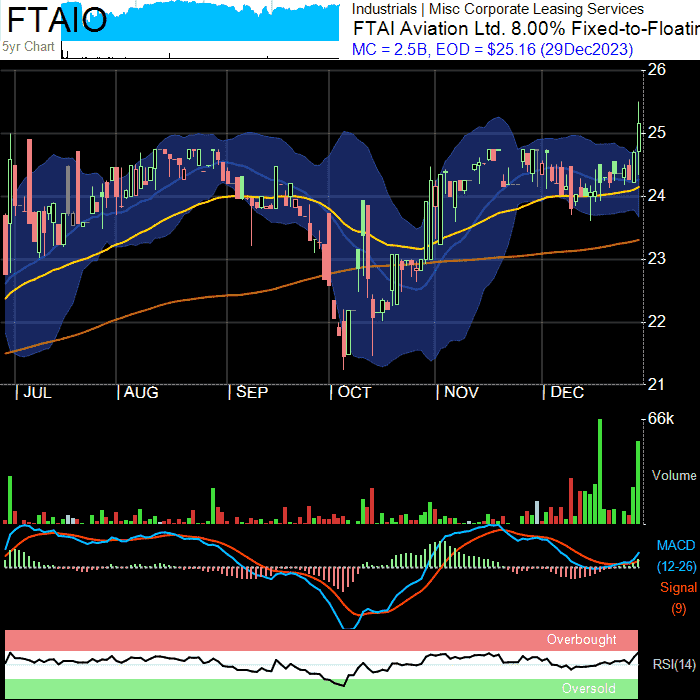 FTAIO
5yr Chart
Industrials | Misc Corporate Leasing Services
FTAI Aviation Ltd. 8.00% Fixed-to-Floatin
MC = 2.5B, EOD = $25.16 (29Dec2023)
26
25
24
23
22
21
| JUL | AUG | SEP | OCT | NOV | DEC
66k
Volume
MACD
(12-26)
Signal
(9)
Overbought
RSI(14)
Oversold